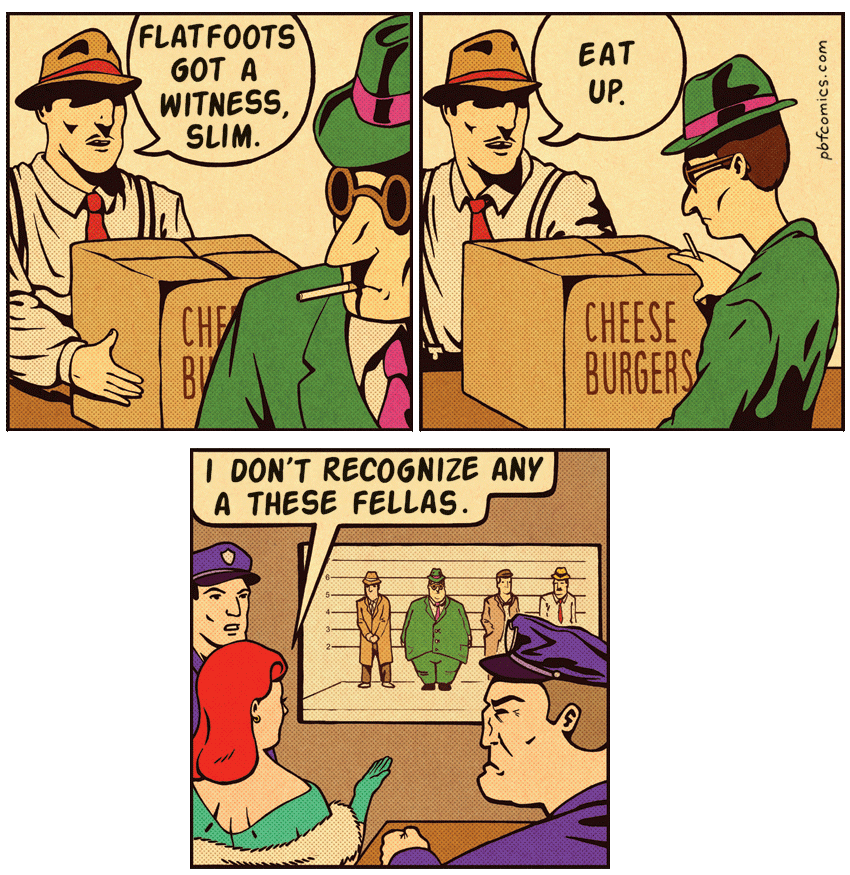 FLATFOOTS
GOT A
WITNESS,
SLIM.
CHE
BU
EAT
UP.
pbfcomics.com
CHEESE
BURGERS
I DON'T RECOGNIZE ANY
A THESE FELLAS.
6
5
4
3
2